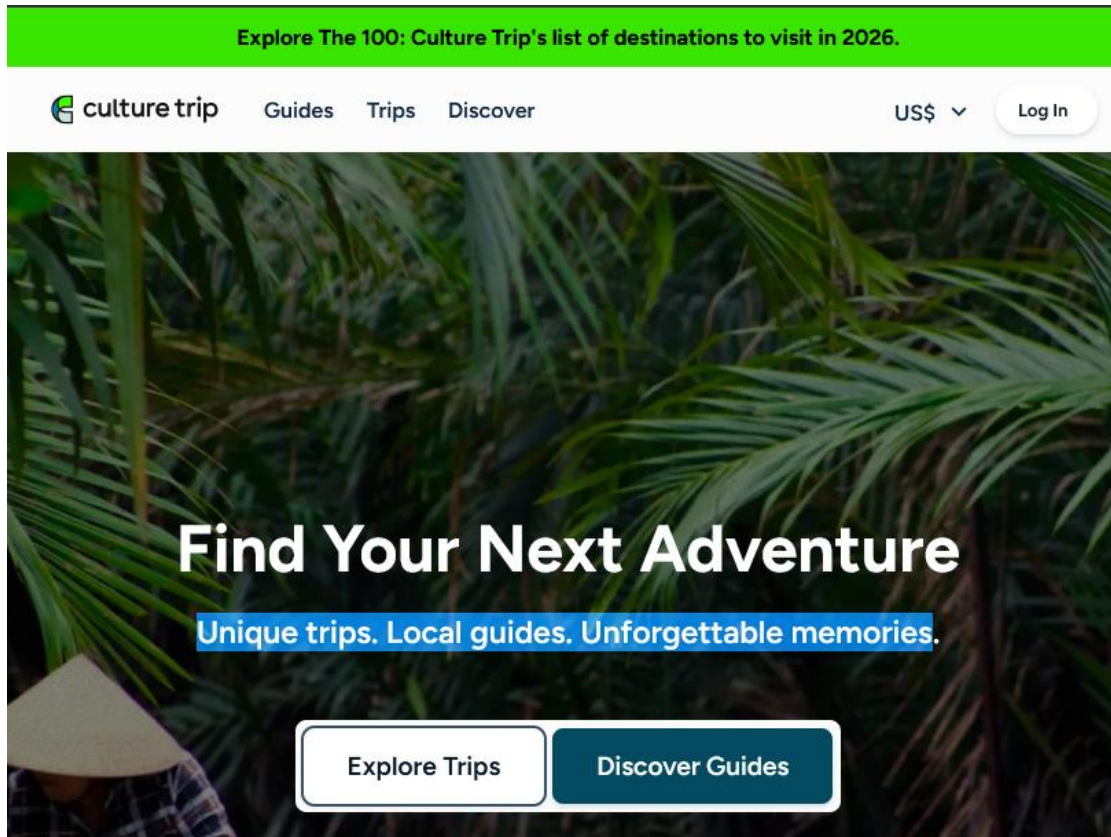 Explore The 100: Culture Trip's list of destinations to visit in 2026.
culture trip Guides Trips Discover US$ Log In
Find Your Next Adventure
Unique trips. Local guides. Unforgettable memories.
Explore Trips Discover Guides